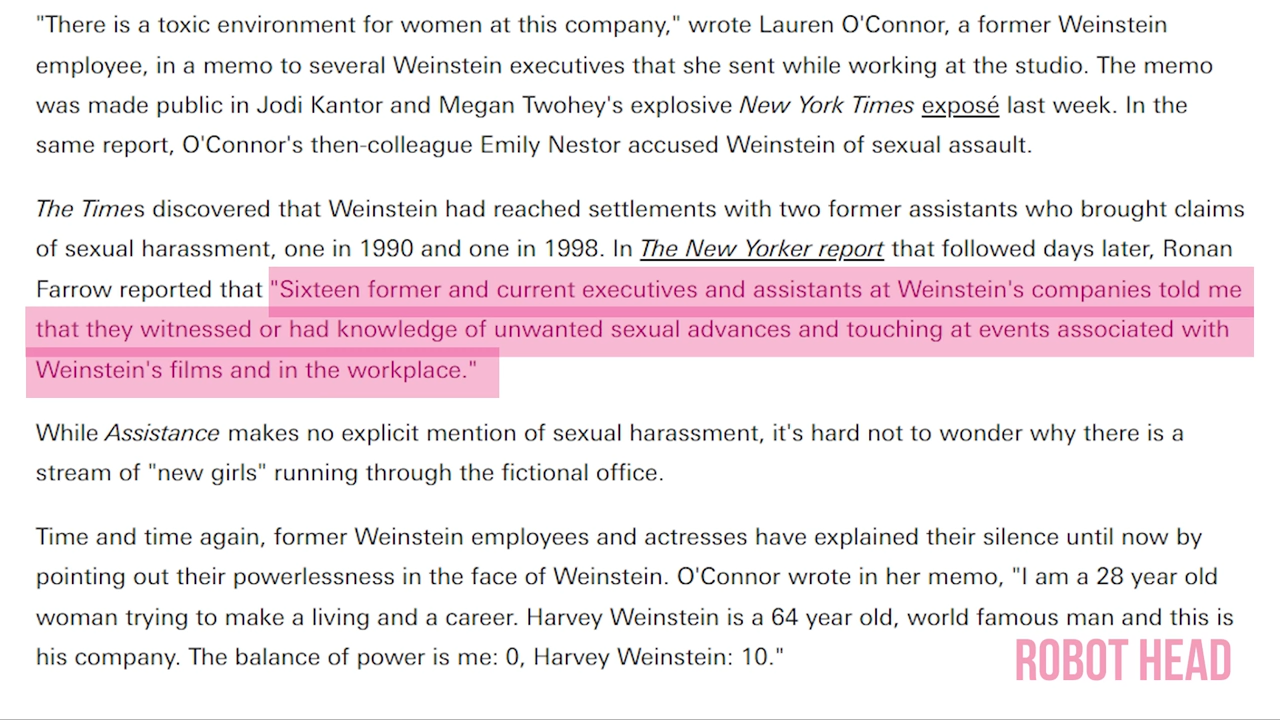 "There is a toxic environment for women at this company," wrote Lauren O'Connor, a former Weinstein
employee, in a memo to several Weinstein executives that she sent while working at the studio. The memo
was made public in Jodi Kantor and Megan Twohey's explosive New York Times exposé last week. In the
same report, O'Connor's then-colleague Emily Nestor accused Weinstein of sexual assault.
The Times discovered that Weinstein had reached settlements with two former assistants who brought claims
of sexual harassment, one in 1990 and one in 1998. In The New Yorker report that followed days later, Ronan
Farrow reported that "Sixteen former and current executives and assistants at Weinstein's companies told me
that they witnessed or had knowledge of unwanted sexual advances and touching at events associated with
Weinstein's films and in the workplace."
While Assistance makes no explicit mention of sexual harassment, it's hard not to wonder why there is a
stream of "new girls" running through the fictional office.
Time and time again, former Weinstein employees and actresses have explained their silence until now by
pointing out their powerlessness in the face of Weinstein. O'Connor wrote in her memo, "I am a 28 year old
woman trying to make a living and a career. Harvey Weinstein is a 64 year old, world famous man and this is
his company. The balance of power is me: 0, Harvey Weinstein: 10."
ROBOT HEAD